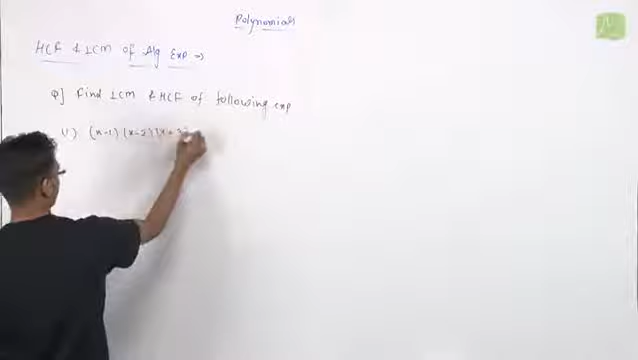 Polynomials
HCF & LCM of Alg Exp →
Q] Find LCM & HCF of following exp
1) (x-1) (x-2) (x+3